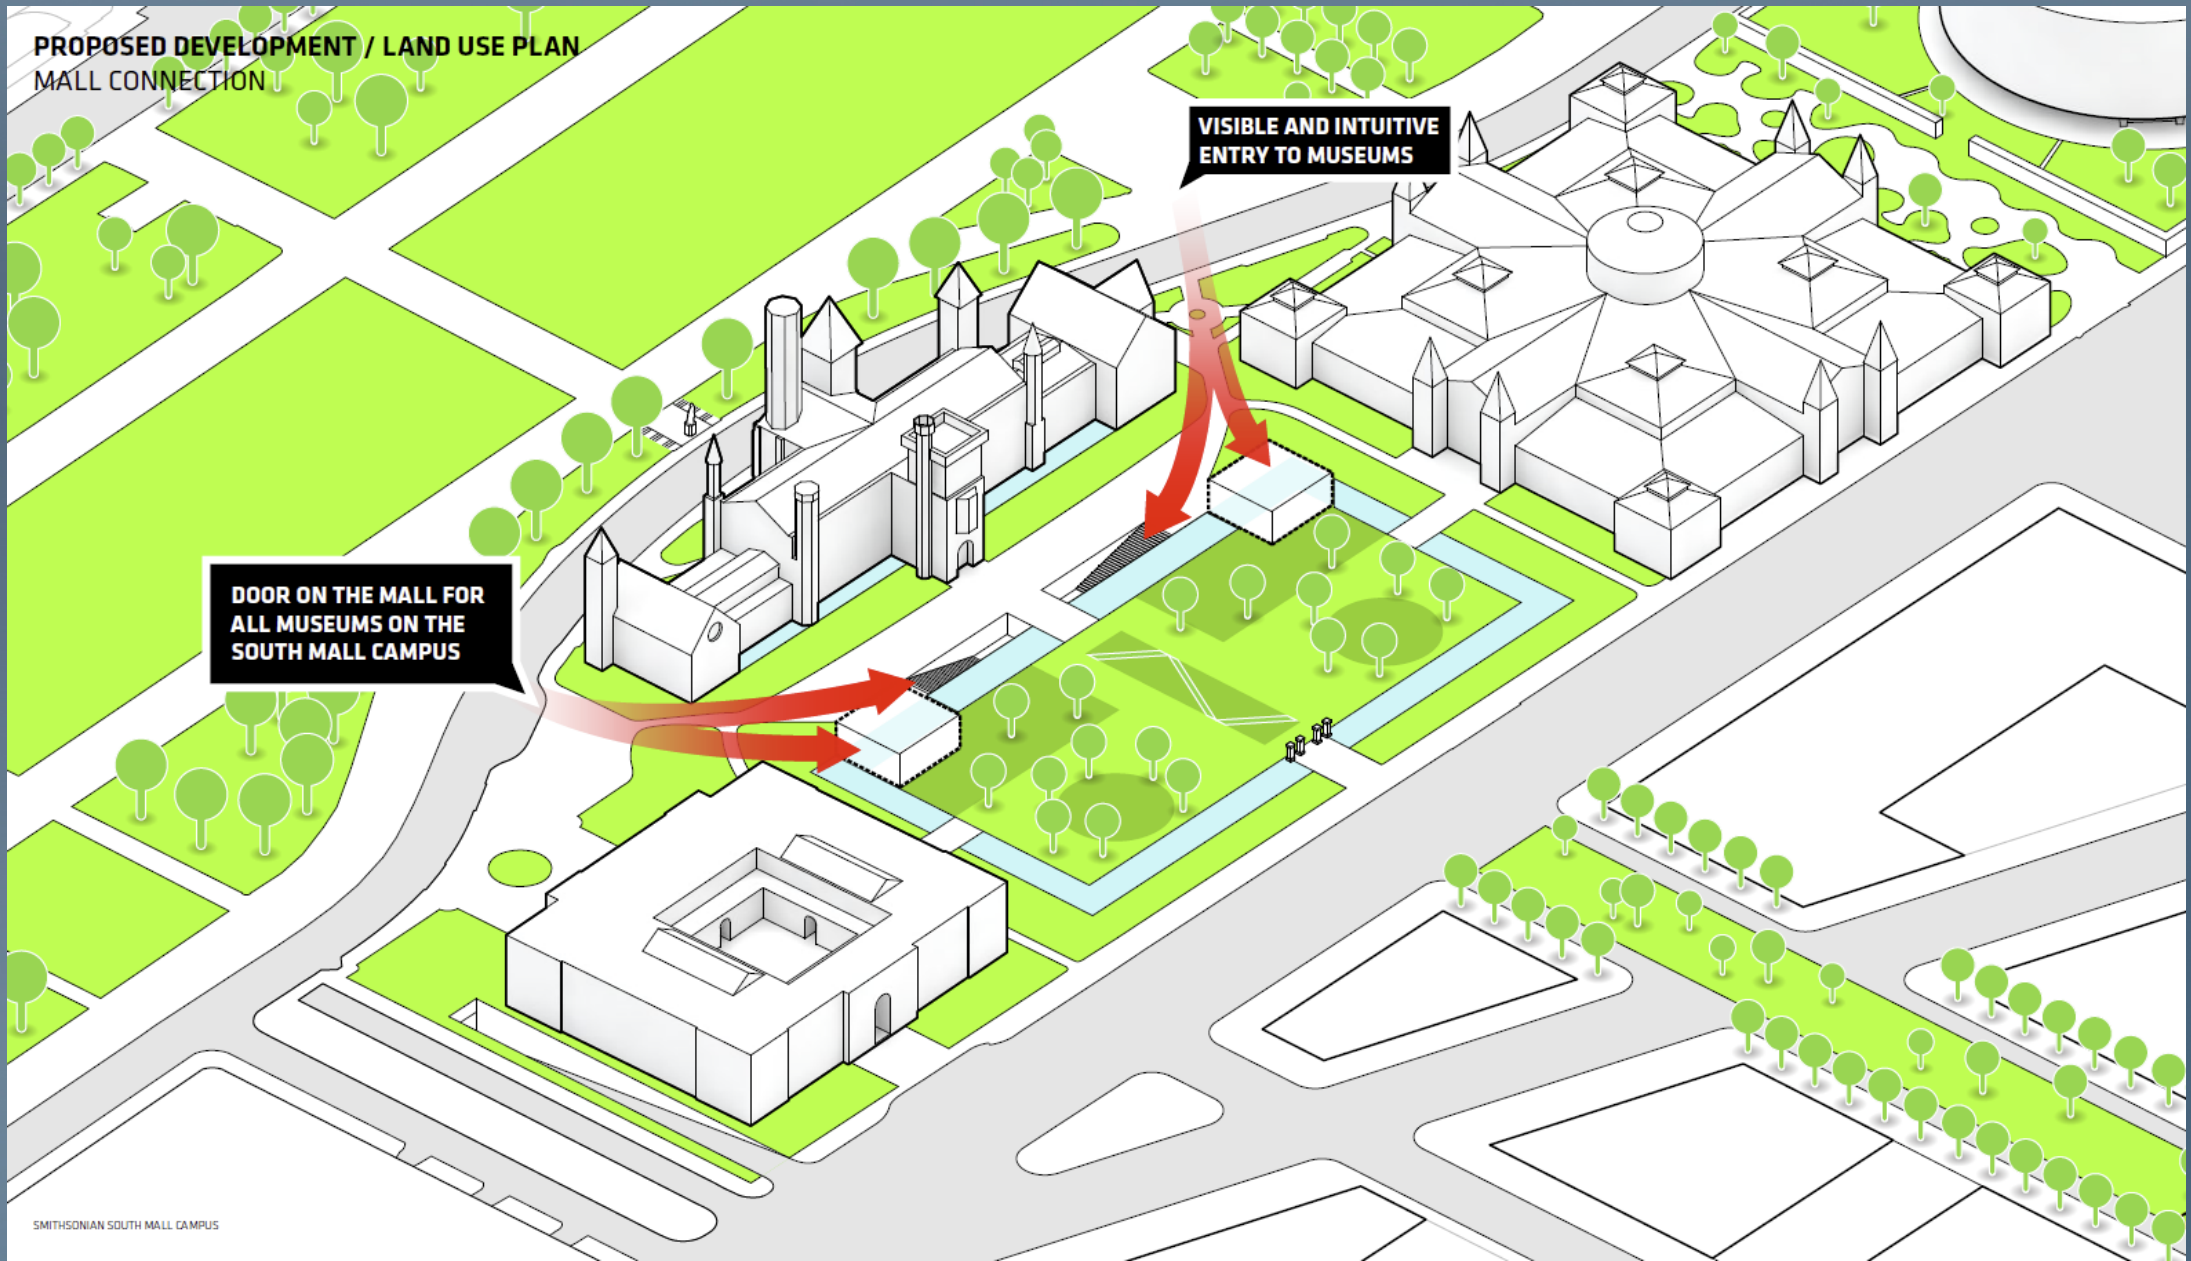 PROPOSED DEVELOPMENT / LAND USE PLAN
MALL CONNECTION
VISIBLE AND INTUITIVE
ENTRY TO MUSEUMS
DOOR ON THE MALL FOR
ALL MUSEUMS ON THE
SOUTH MALL CAMPUS
SMITHSONIAN SOUTH MALL CAMPUS